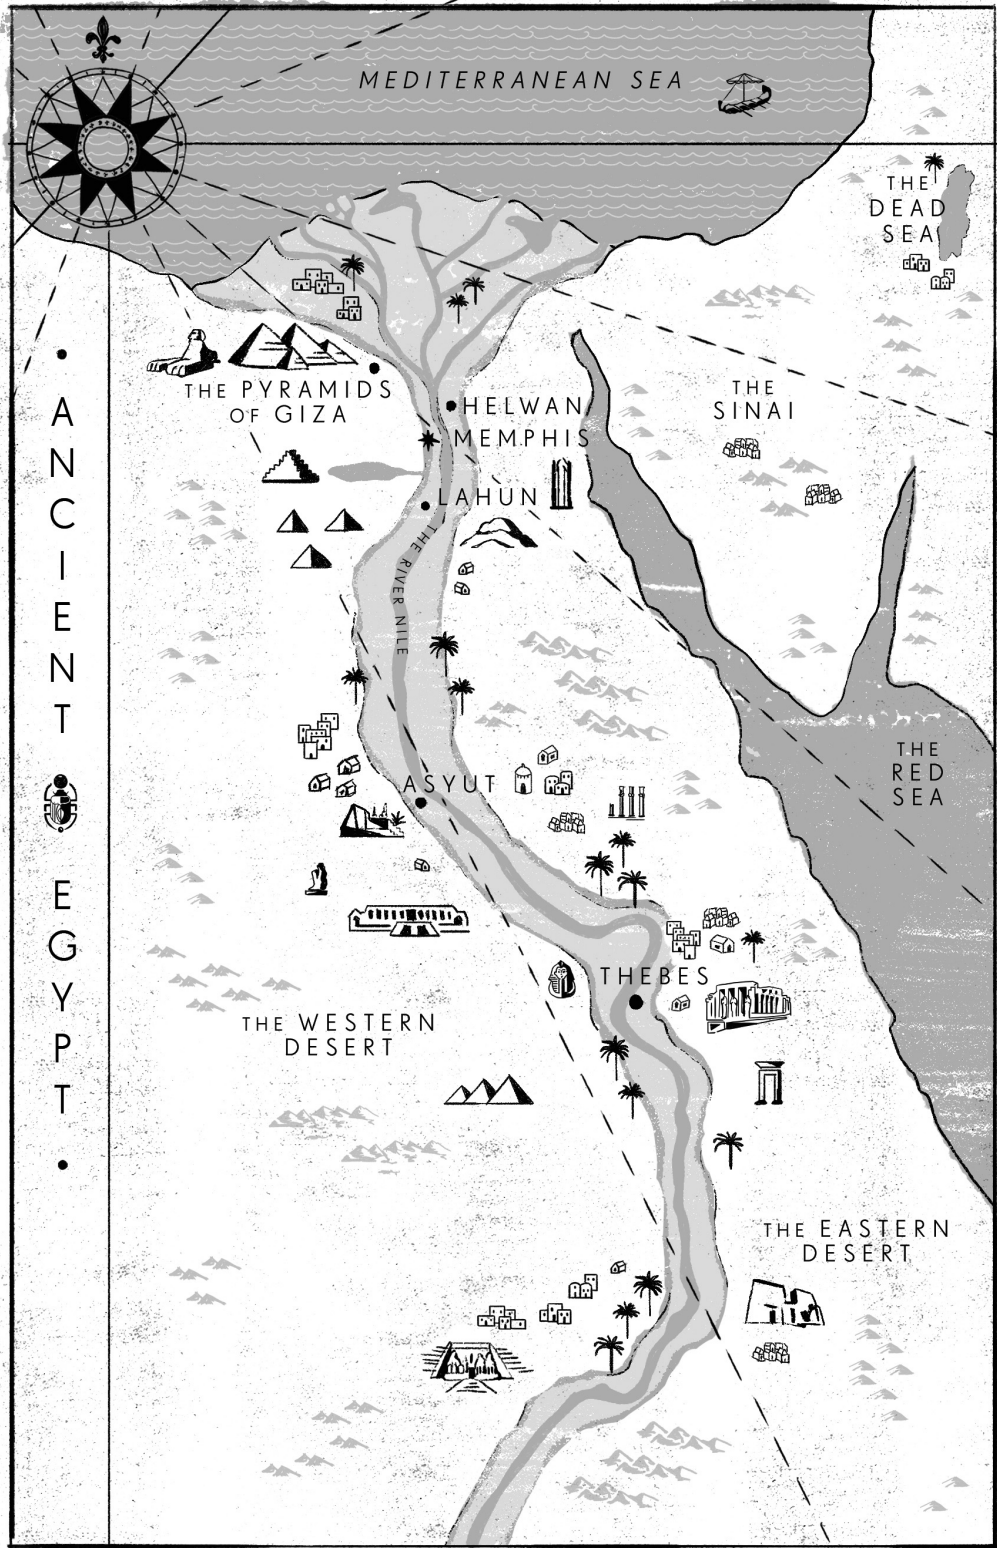 MEDITERRANEAN SEA
THE
DEAD
SEA
THE PYRAMIDS
OF GIZA
THE
SINAI
HELWAN
MEMPHIS
LAHUN
THE RIVER NILE
ANCIENT EGYPT
ASYUT
THE
RED
SEA
THEBES
THE WESTERN
DESERT
THE EASTERN
DESERT